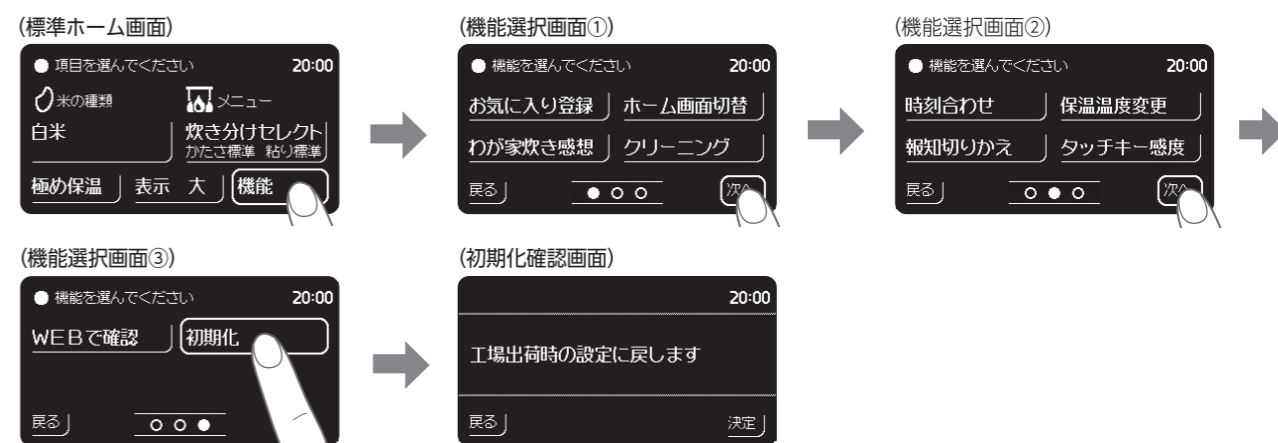 (標準ホーム画面)
● 項目を選んでください 20:00
米の種類 メニュー
白米 炊き分けセレクト
かたさ標準 粘り標準
極め保温 表示 大 機能
(機能選択画面①)
● 機能を選んでください 20:00
お気に入り登録 ホーム画面切替
わが家炊き感想 クリーニング
戻る 次へ
(機能選択画面②)
● 機能を選んでください 20:00
時刻合わせ 保温温度変更
報知切りかえ タッチキー感度
戻る 次へ
(機能選択画面③)
● 機能を選んでください 20:00
WEBで確認 初期化
戻る
(初期化確認画面)
20:00
工場出荷時の設定に戻します
戻る 決定